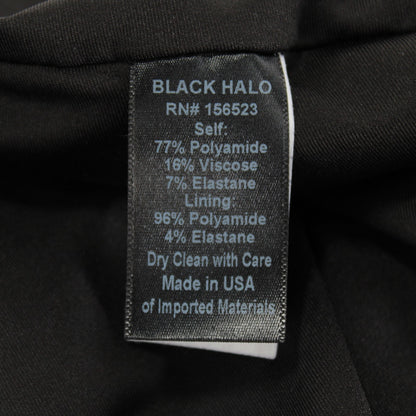 BLACK HALO
RN# 156523
Self:
77% Polyamide
16% Viscose
7% Elastane
Lining:
96% Polyamide
4% Elastane
Dry Clean with Care
Made in USA
of Imported Materials